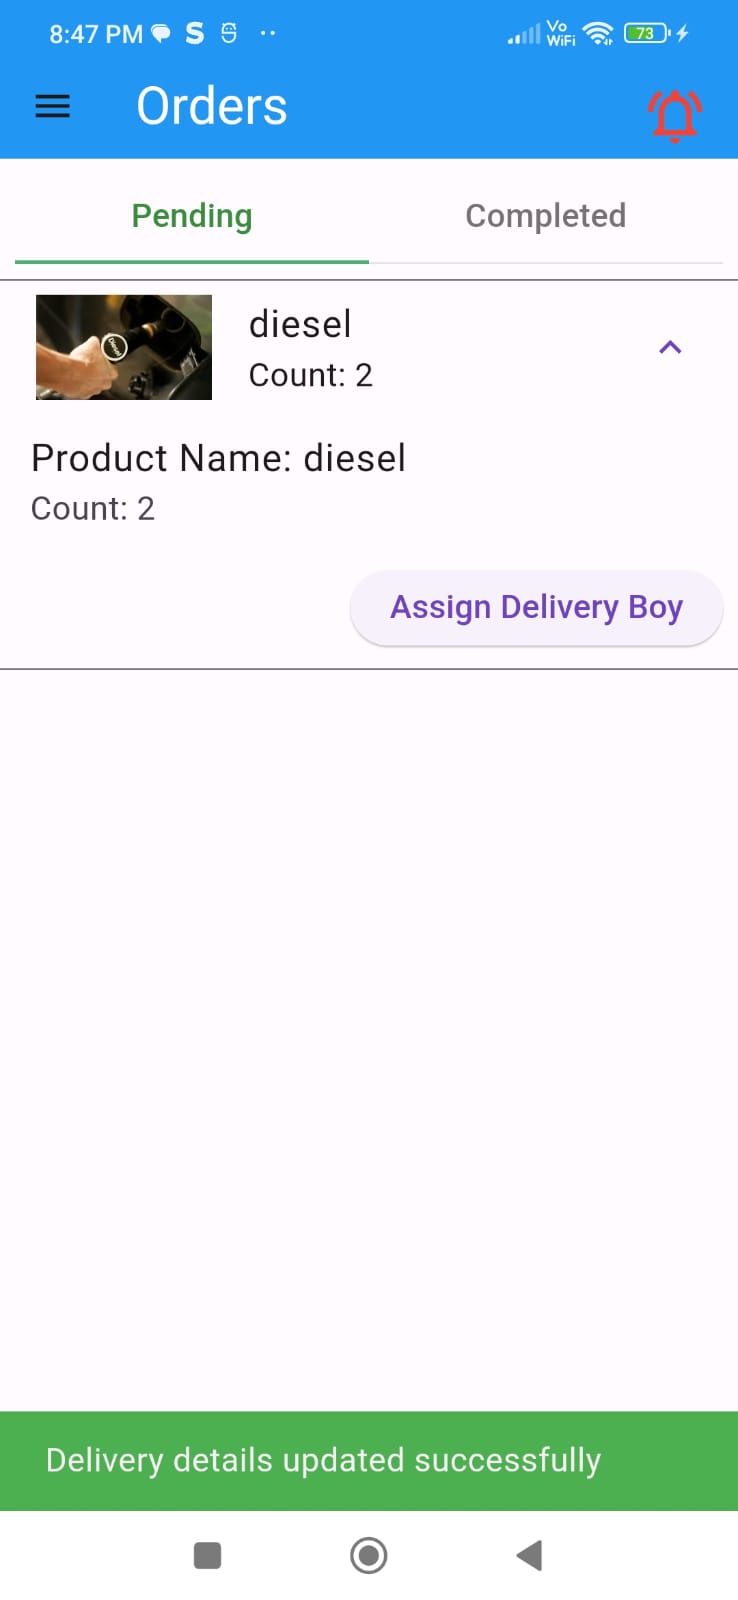 8:47 PM S
Vo
WiFi
73
Orders
Pending
Completed
Diesel
diesel
Count: 2
Product Name: diesel
Count: 2
Assign Delivery Boy
Delivery details updated successfully